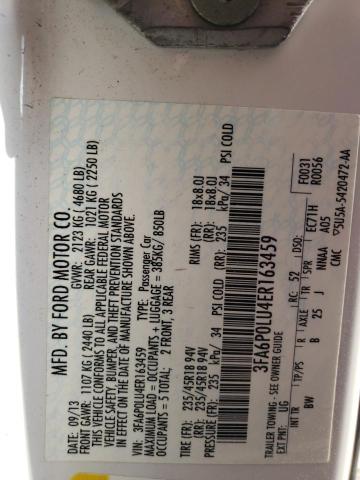 MFD. BY FORD MOTOR CO.
09/13 GVWR: 2123 KG ( 4680 LB)
FRONT GAWR: 1107 KG ( 2440 LB) REAR GAWR: 1021 KG ( 2250 LB)
THIS VEHICLE CONFORMS TO ALL APPLICABLE FEDERAL MOTOR
VEHICLE SAFETY, BUMPER, AND THEFT PREVENTION STANDARDS
IN EFFECT ON THE DATE OF MANUFACTURE SHOWN ABOVE.
VIN: 3FA6P0LU4ER163459 TYPE: Passenger Car
MAXIMUM LOAD = OCCUPANTS + LUGGAGE = 385KG/ 850LB
OCCUPANTS = 5 TOTAL: 2 FRONT, 3 REAR
TIRE (FR): 235/45R18 94V RIMS (FR): 18x8.0J
(RR): 235/45R18 94V (RR): 18x8.0J
PSI COLD (FR): 235 kPa/ 34 PSI COLD (RR): 235 kPa/ 34 PSI COLD
3FA6P0LU4ER163459
TRAILER TOWING - SEE OWNER GUIDE F0031
EXT PNT: UG RC: 52 DSO: R0056
INT TR TP/PS R AXLE TR SPR EC71H
BW B 25 J NNAA A05
CMC ˅5U5A-5420472-AA